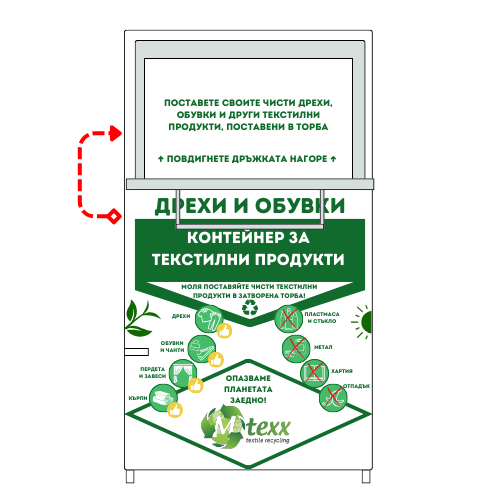 ПОСТАВЕТЕ СВОИТЕ ЧИСТИ ДРЕХИ,
ОБУВКИ И ДРУГИ ТЕКСТИЛНИ
ПРОДУКТИ, ПОСТАВЕНИ В ТОРБА
↑ ПОВДИГНЕТЕ ДРЪЖКАТА НАГОРЕ ↑
ДРЕХИ И ОБУВКИ
КОНТЕЙНЕР ЗА
ТЕКСТИЛНИ ПРОДУКТИ
МОЛЯ ПОСТАВЯЙТЕ ЧИСТИ ТЕКСТИЛНИ
ПРОДУКТИ В ЗАТВОРЕНА ТОРБА!
ДРЕХИ
ОБУВКИ
И ЧАНТИ
ПЕРДЕТА
И ЗАВЕСИ
КЪРПИ
ПЛАСТМАСА
И СТЪКЛО
МЕТАЛ
ХАРТИЯ
ОТПАДЪК
ОПАЗВАМЕ
ПЛАНЕТАТА
ЗАЕДНО!
M texx
textile recycling